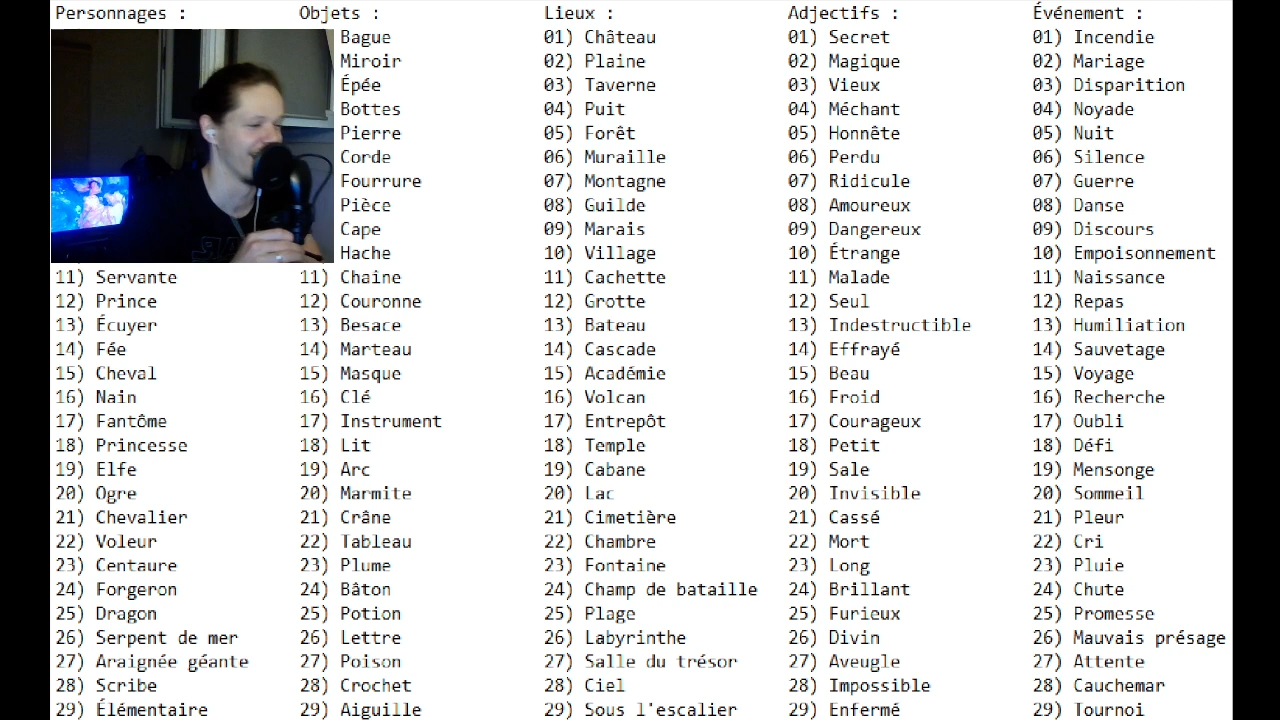 Personnages : Objets : Lieux : Adjectifs : Événement :
Bague 01) Château 01) Secret 01) Incendie
Miroir 02) Plaine 02) Magique 02) Mariage
Épée 03) Taverne 03) Vieux 03) Disparition
Bottes 04) Puit 04) Méchant 04) Noyade
Pierre 05) Forêt 05) Honnête 05) Nuit
Corde 06) Muraille 06) Perdu 06) Silence
Fourrure 07) Montagne 07) Ridicule 07) Guerre
Pièce 08) Guilde 08) Amoureux 08) Danse
Cape 09) Marais 09) Dangereux 09) Discours
Hache 10) Village 10) Étrange 10) Empoisonnement
11) Servante 11) Chaine 11) Cachette 11) Malade 11) Naissance
12) Prince 12) Couronne 12) Grotte 12) Seul 12) Repas
13) Écuyer 13) Besace 13) Bateau 13) Indestructible 13) Humiliation
14) Fée 14) Marteau 14) Cascade 14) Effrayé 14) Sauvetage
15) Cheval 15) Masque 15) Académie 15) Beau 15) Voyage
16) Nain 16) Clé 16) Volcan 16) Froid 16) Recherche
17) Fantôme 17) Instrument 17) Entrepôt 17) Courageux 17) Oubli
18) Princesse 18) Lit 18) Temple 18) Petit 18) Défi
19) Elfe 19) Arc 19) Cabane 19) Sale 19) Mensonge
20) Ogre 20) Marmite 20) Lac 20) Invisible 20) Sommeil
21) Chevalier 21) Crâne 21) Cimetière 21) Cassé 21) Pleur
22) Voleur 22) Tableau 22) Chambre 22) Mort 22) Cri
23) Centaure 23) Plume 23) Fontaine 23) Long 23) Pluie
24) Forgeron 24) Bâton 24) Champ de bataille 24) Brillant 24) Chute
25) Dragon 25) Potion 25) Plage 25) Furieux 25) Promesse
26) Serpent de mer 26) Lettre 26) Labyrinthe 26) Divin 26) Mauvais présage
27) Araignée géante 27) Poison 27) Salle du trésor 27) Aveugle 27) Attente
28) Scribe 28) Crochet 28) Ciel 28) Impossible 28) Cauchemar
29) Élémentaire 29) Aiguille 29) Sous l'escalier 29) Enfermé 29) Tournoi